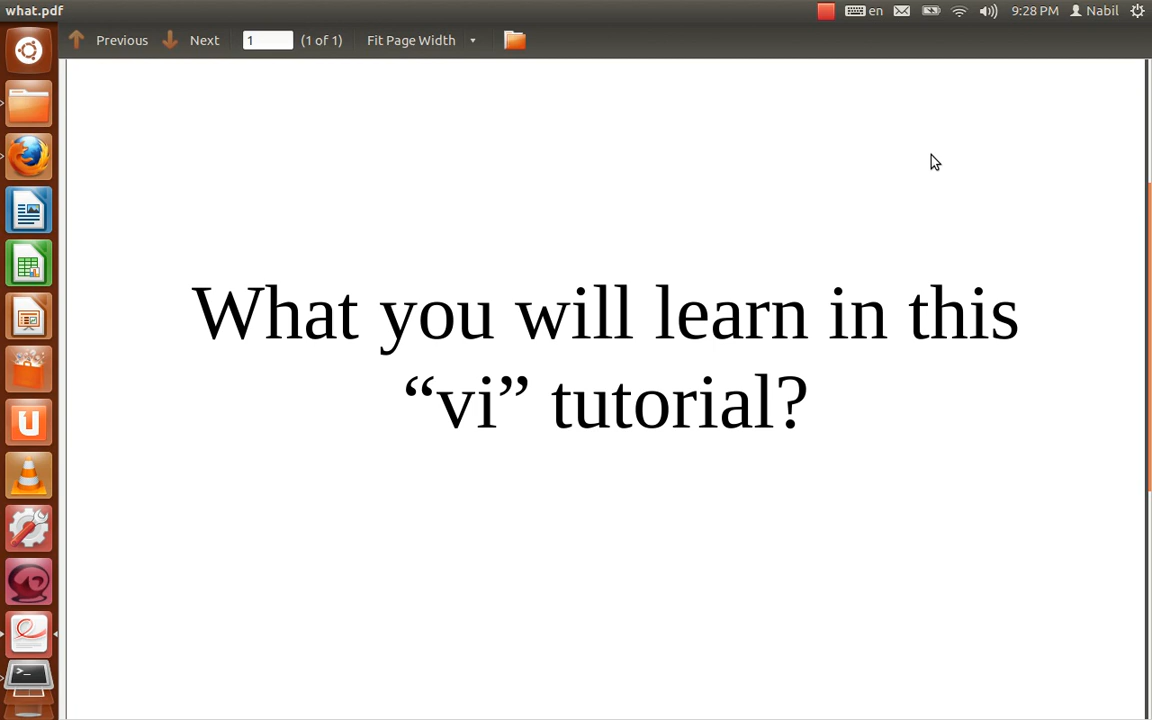 what.pdf
en
9:28 PM
Nabil
Previous
Next
1
(1 of 1)
Fit Page Width
What you will learn in this
“vi” tutorial?